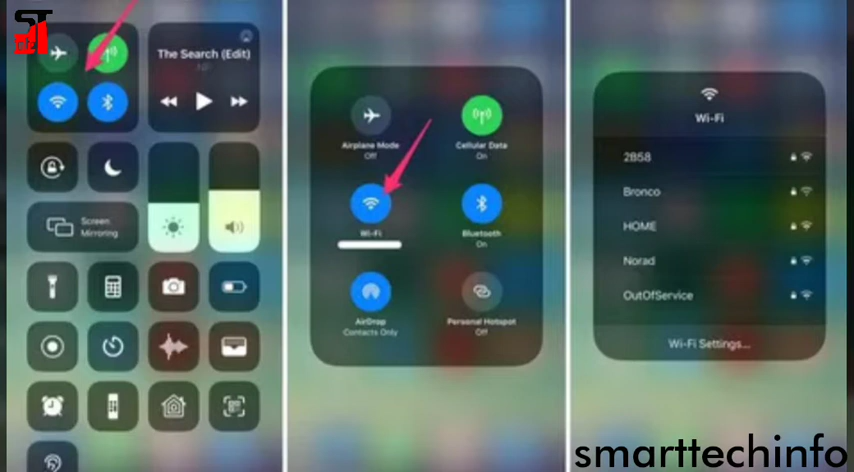 ST
The Search (Edit)
Screen
Mirroring
Airplane Mode
Off
Cellular Data
On
Wi-Fi
Bluetooth
On
AirDrop
Contacts Only
Personal Hotspot
Off
Wi-Fi
2B58
Bronco
HOME
Norad
OutOfService
Wi-Fi Settings...
smarttechinfo